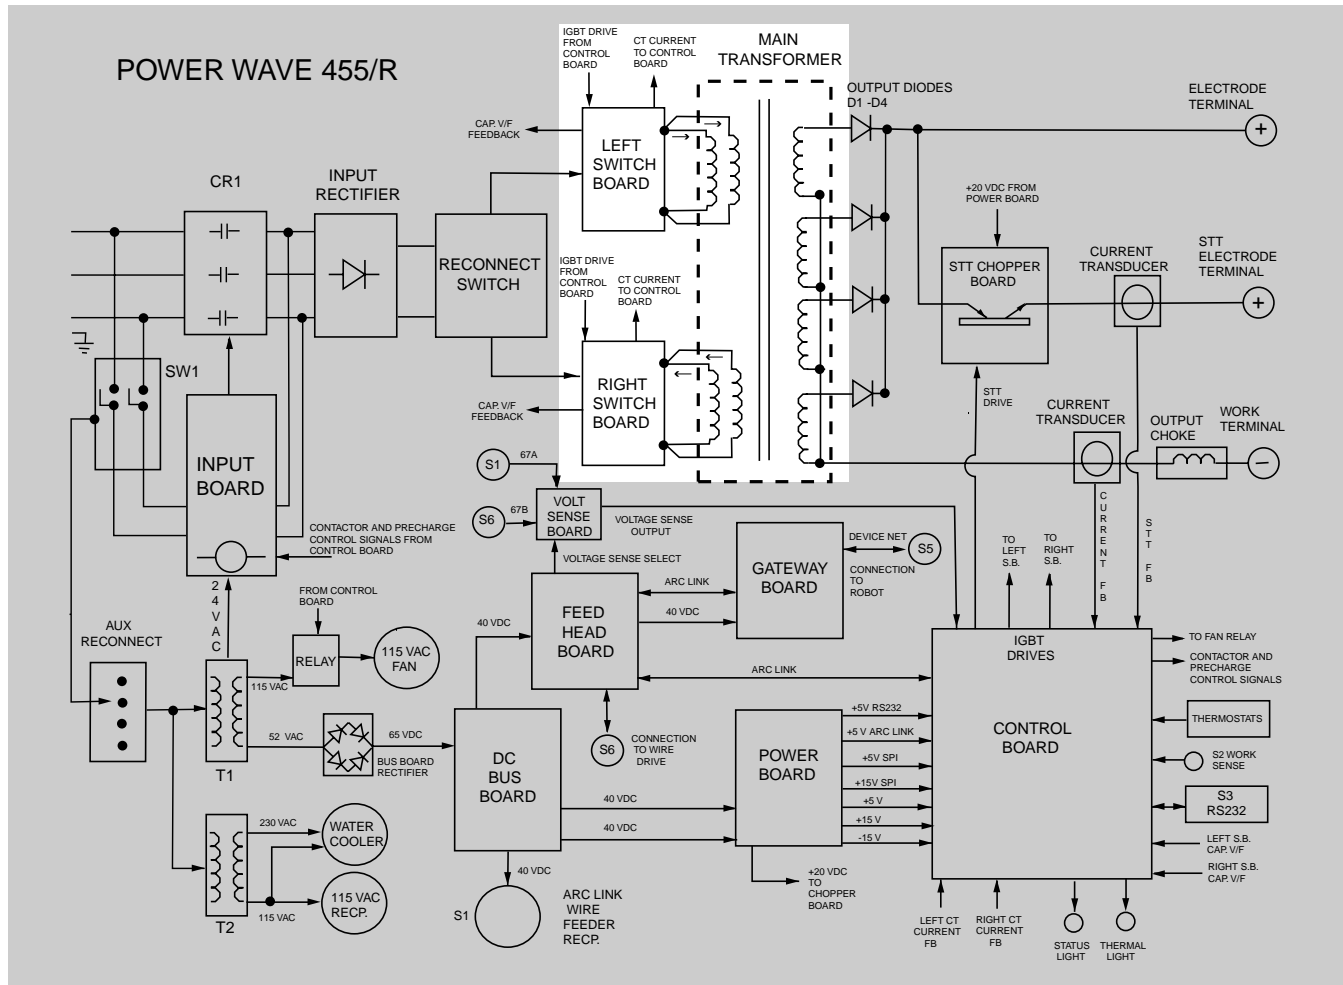 POWER WAVE 455/R
IGBT DRIVE
FROM
CONTROL
BOARD
CT CURRENT
TO CONTROL
BOARD
MAIN
TRANSFORMER
OUTPUT DIODES
D1 -D4
ELECTRODE
TERMINAL
+
CAP. V/F
FEEDBACK
LEFT
SWITCH
BOARD
CR1
INPUT
RECTIFIER
+20 VDC FROM
POWER BOARD
RECONNECT
SWITCH
IGBT DRIVE
FROM
CONTROL
BOARD
CT CURRENT
TO CONTROL
BOARD
STT CHOPPER
BOARD
CURRENT
TRANSDUCER
STT
ELECTRODE
TERMINAL
+
SW1
RIGHT
SWITCH
BOARD
CAP. V/F
FEEDBACK
STT
DRIVE
CURRENT
TRANSDUCER
OUTPUT
CHOKE
WORK
TERMINAL
–
INPUT
BOARD
S1
67A
S6
67B
VOLT
SENSE
BOARD
VOLTAGE SENSE
OUTPUT
VOLTAGE SENSE SELECT
CONTACTOR AND PRECHARGE
CONTROL SIGNALS FROM
CONTROL BOARD
GATEWAY
BOARD
DEVICE NET
S5
CONNECTION
TO
ROBOT
TO
LEFT
S.B.
TO
RIGHT
S.B.
CURRENT FB
STT FB
24VAC
FROM CONTROL
BOARD
AUX
RECONNECT
RELAY
115 VAC
FAN
115 VAC
40 VDC
FEED
HEAD
BOARD
ARC LINK
40 VDC
ARC LINK
IGBT
DRIVES
TO FAN RELAY
CONTACTOR AND
PRECHARGE
CONTROL SIGNALS
52 VAC
T1
BUS BOARD
RECTIFIER
65 VDC
DC
BUS
BOARD
S6
CONNECTION
TO WIRE
DRIVE
POWER
BOARD
+5V RS232
+5 V ARC LINK
+5V SPI
+15V SPI
+5 V
+15 V
-15 V
CONTROL
BOARD
THERMOSTATS
S2 WORK
SENSE
S3
RS232
LEFT S.B.
CAP. V/F
RIGHT S.B.
CAP. V/F
40 VDC
40 VDC
230 VAC
WATER
COOLER
115 VAC
RECP.
115 VAC
T2
40 VDC
S1
ARC LINK
WIRE
FEEDER
RECP.
+20 VDC
TO
CHOPPER
BOARD
LEFT CT
CURRENT
FB
RIGHT CT
CURRENT
FB
STATUS
LIGHT
THERMAL
LIGHT